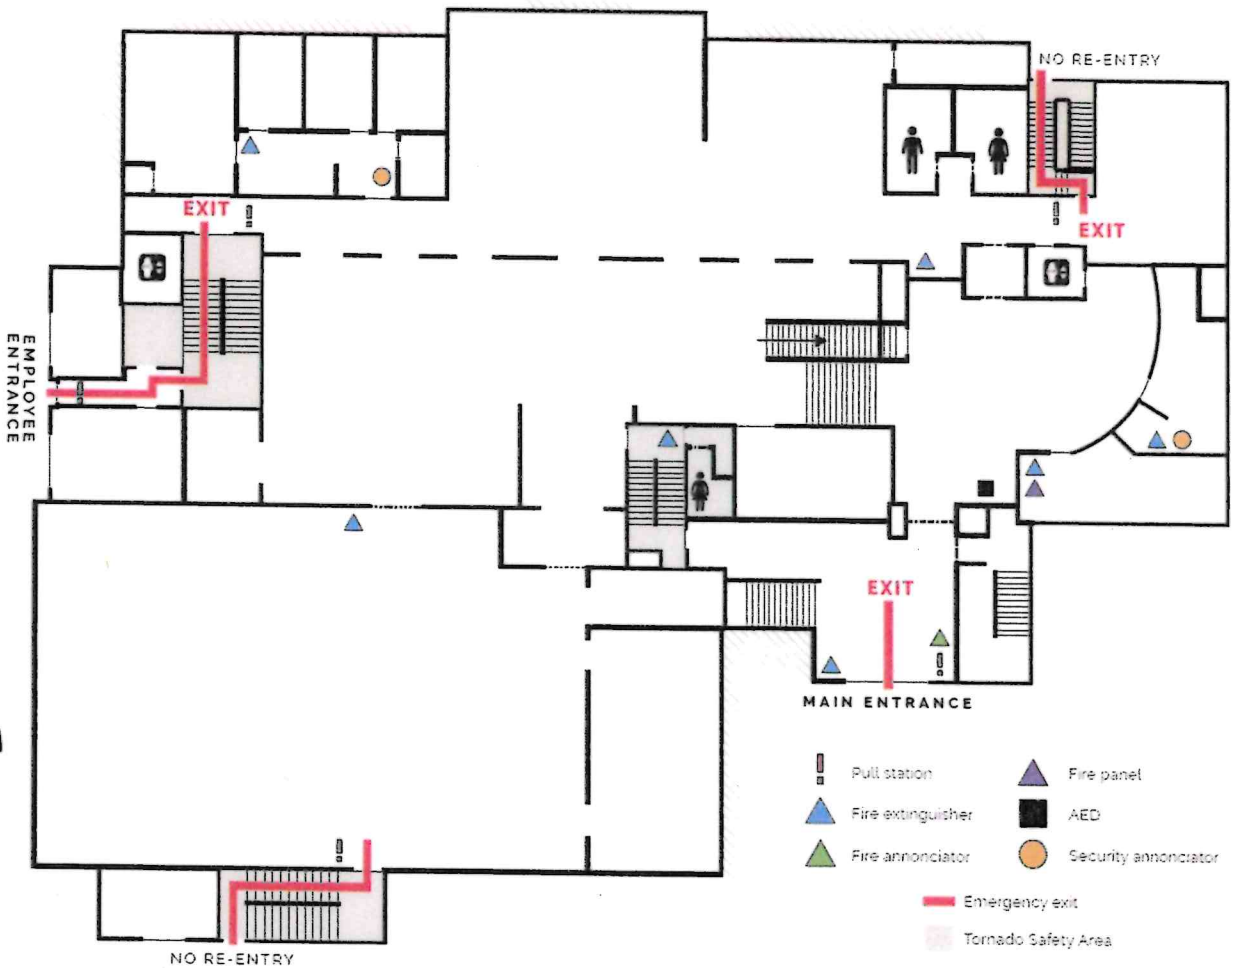 NO RE-ENTRY
EXIT
EXIT
EMPLOYEE
ENTRANCE
EXIT
MAIN ENTRANCE
Pull station
Fire panel
Fire extinguisher
AED
Fire annonciator
Security annonciator
Emergency exit
Tornado Safety Area
NO RE-ENTRY